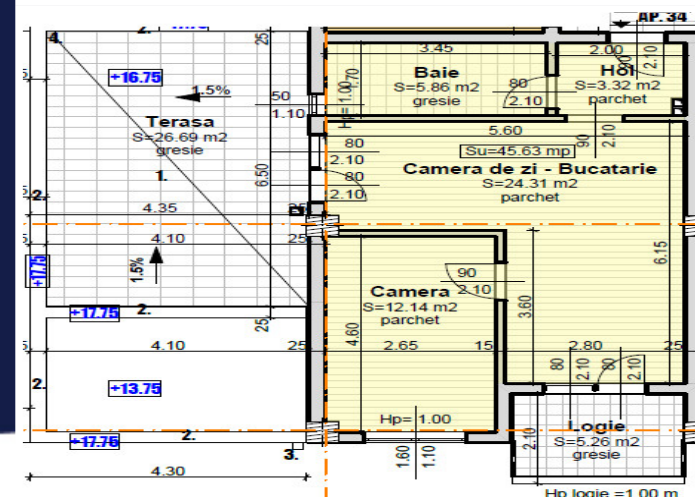 AP. 34
2.
+17.75
4.
25
3.45
2.00
+16.75
Baie
S=5.86 m2
gresie
1.70
Hp= 1.00
80
2.10
90
2.10
Hol
S=3.32 m2
parchet
1.5%
50
1.10
Terasa
S=26.69 m2
gresie
5.60
80
2.10
90
2.10
Su=45.63 mp
1.
6.50
80
2.10
Camera de zi - Bucatarie
S=24.31 m2
parchet
2.
4.35
25
4.10
25
6.15
+17.75
1.5%
90
2.10
Camera
S=12.14 m2
parchet
3.60
+17.75
2.
25
4.60
4.10
25
2.65
15
2.80
25
80
2.10
80
2.10
2.
+13.75
Hp= 1.00
Logie
S=5.26 m2
gresie
2.10
+17.75
2.
3.
1.60
1.10
4.30
Hp logie =1.00 m